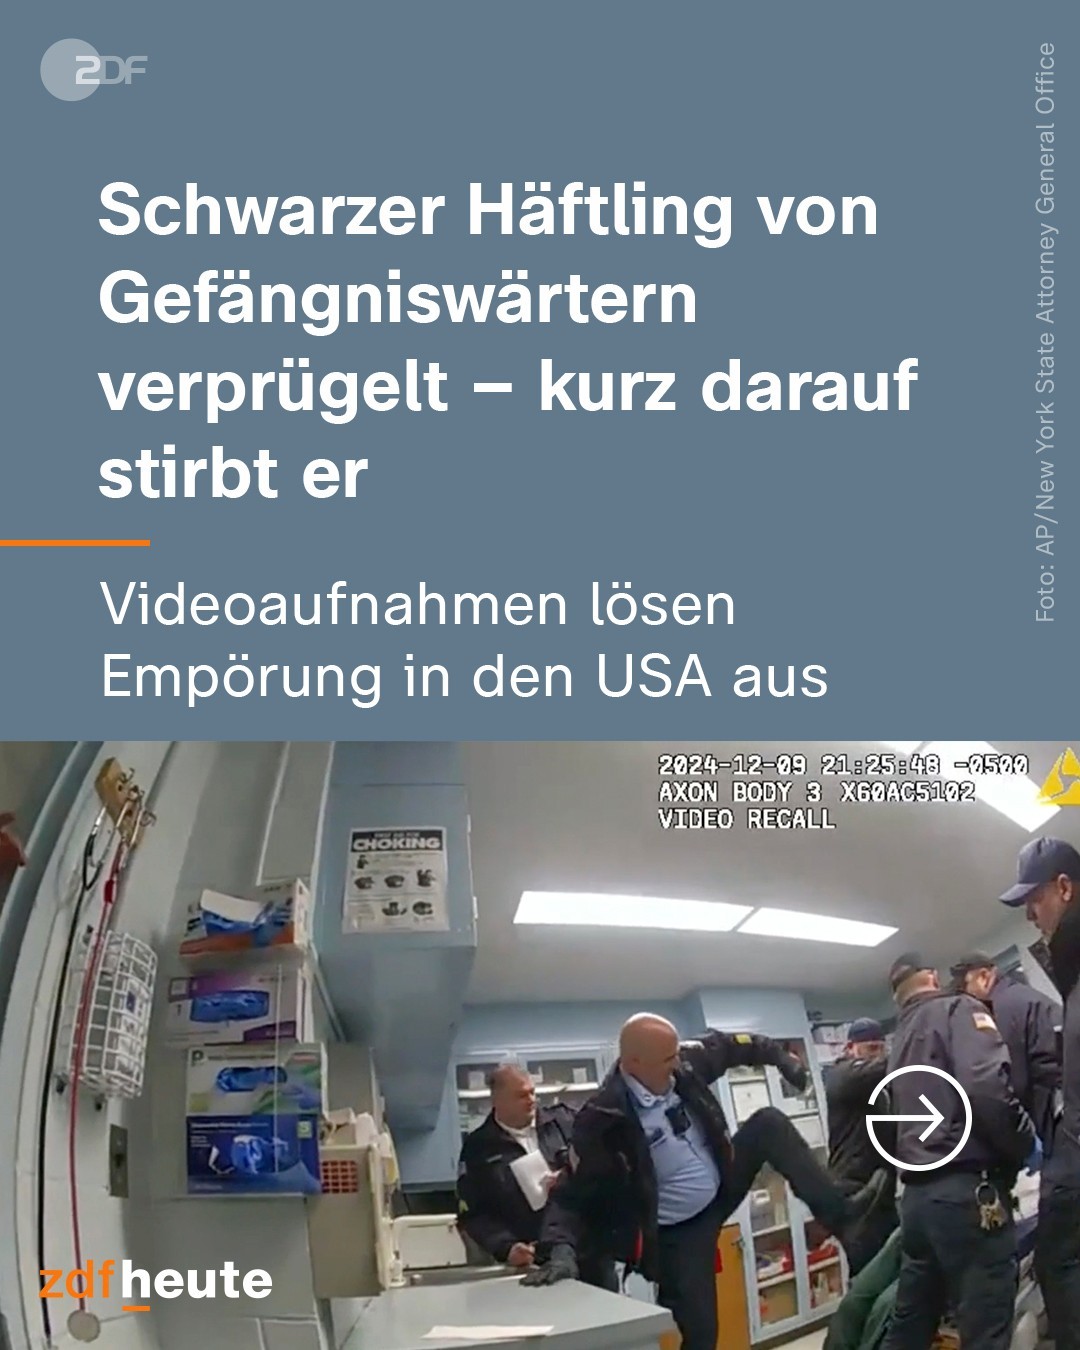 ZDF
Foto: AP/New York State Attorney General Office
Schwarzer Häftling von
Gefängniswärtern
verprügelt – kurz darauf
stirbt er
Videoaufnahmen lösen
Empörung in den USA aus
2024-12-09 21:25:48 -0500
AXON BODY 3 X60AC5102
VIDEO RECALL
CHOKING
zdfheute